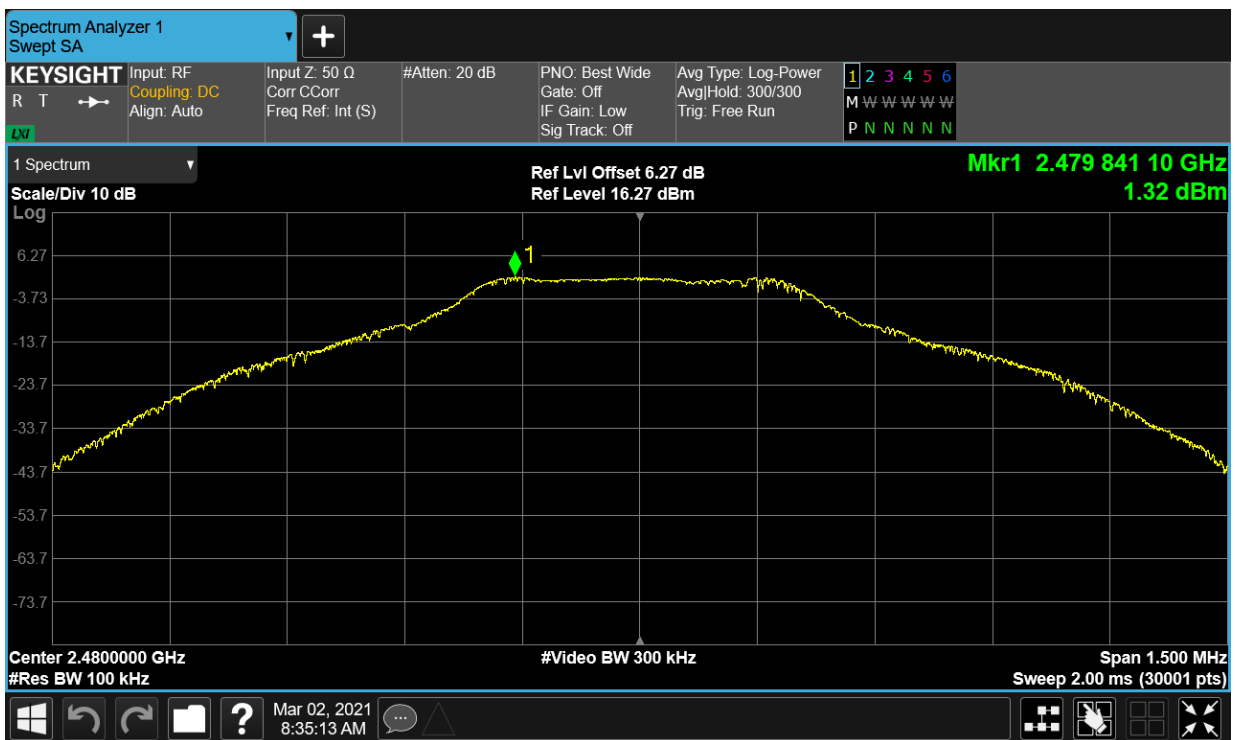 Spectrum Analyzer 1
Swept SA
KEYSIGHT
R T
LXI
Input: RF
Coupling: DC
Align: Auto
Input Z: 50 Ω
Corr CCorr
Freq Ref: Int (S)
#Atten: 20 dB
PNO: Best Wide
Gate: Off
IF Gain: Low
Sig Track: Off
Avg Type: Log-Power
Avg|Hold: 300/300
Trig: Free Run
1 2 3 4 5 6
M W W W W W
P N N N N N
1 Spectrum
Scale/Div 10 dB
Log
Ref Lvl Offset 6.27 dB
Ref Level 16.27 dBm
Mkr1 2.479 841 10 GHz
1.32 dBm
1
6.27
-3.73
-13.7
-23.7
-33.7
-43.7
-53.7
-63.7
-73.7
Center 2.4800000 GHz
#Res BW 100 kHz
#Video BW 300 kHz
Span 1.500 MHz
Sweep 2.00 ms (30001 pts)
?
Mar 02, 2021
8:35:13 AM